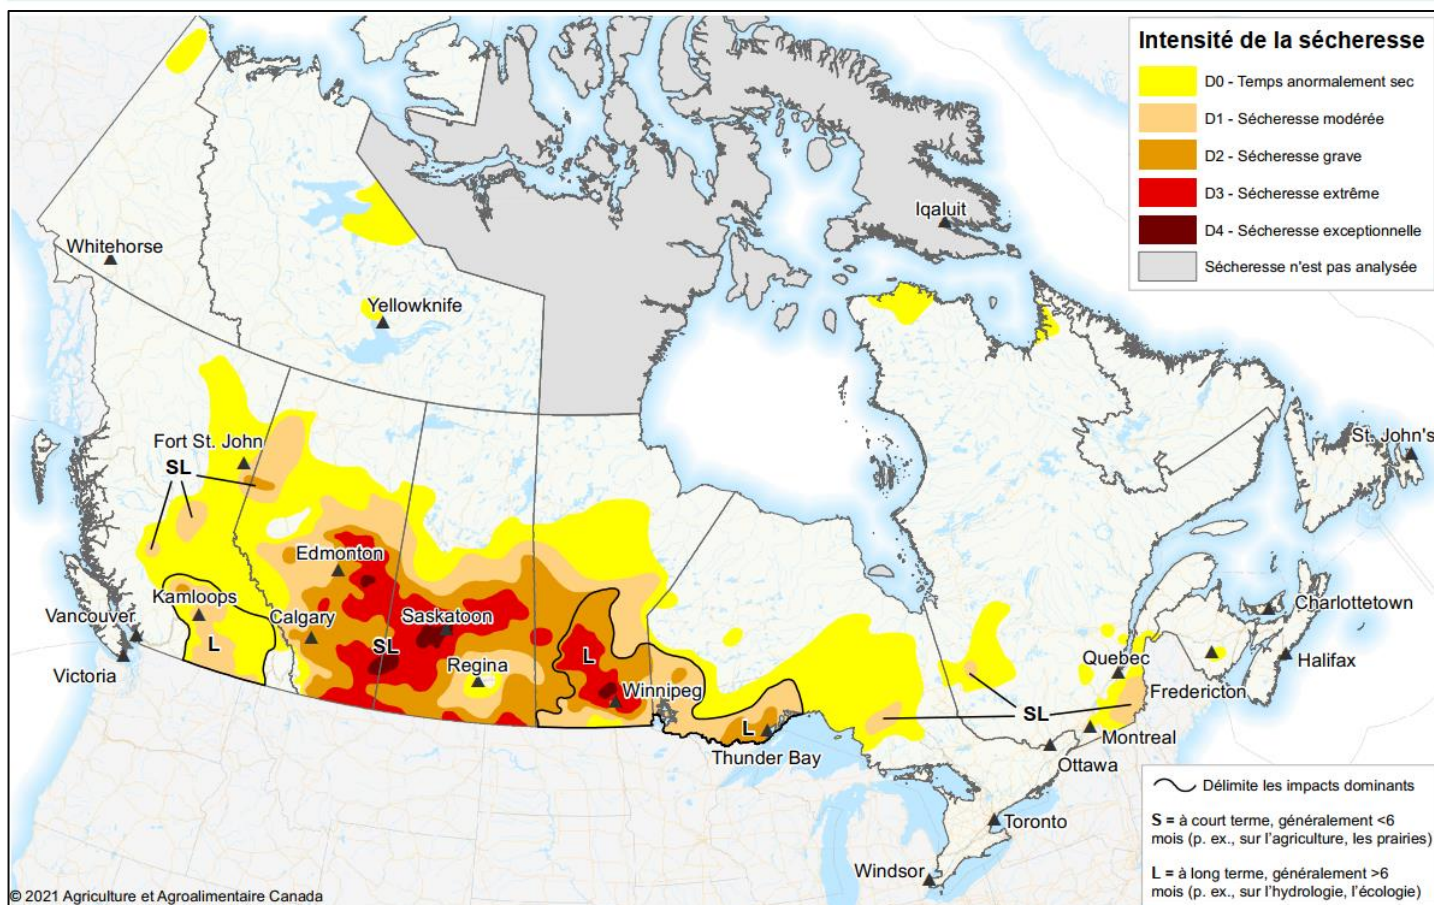 Intensité de la sécheresse
D0 - Temps anormalement sec
D1 - Sécheresse modérée
D2 - Sécheresse grave
D3 - Sécheresse extrême
D4 - Sécheresse exceptionnelle
Sécheresse n'est pas analysée
Iqaluit
Whitehorse
Yellowknife
Fort St. John
SL
St. John's
Edmonton
Kamloops
Calgary
Saskatoon
Vancouver
Charlottetown
L
SL
L
Regina
Quebec
Halifax
Victoria
Winnipeg
Fredericton
SL
L
Montreal
Thunder Bay
Ottawa
Délimite les impacts dominants
S = à court terme, généralement <6
mois (p. ex., sur l'agriculture, les prairies)
Toronto
Windsor
L = à long terme, généralement >6
mois (p. ex., sur l'hydrologie, l'écologie)
© 2021 Agriculture et Agroalimentaire Canada